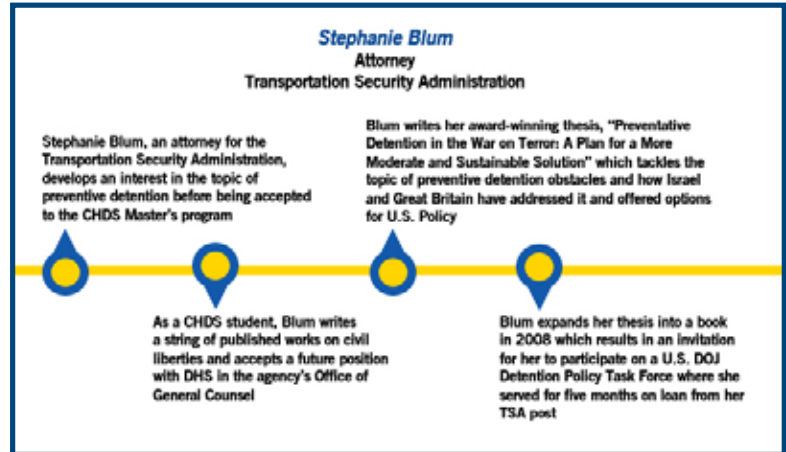 Stephanie Blum
Attorney
Transportation Security Administration
Stephanie Blum, an attorney for the
Transportation Security Administration,
develops an interest in the topic of
preventive detention before being accepted
to the CHDS Master's program
As a CHDS student, Blum writes
a string of published works on civil
liberties and accepts a future position
with DHS in the agency's Office of
General Counsel
Blum writes her award-winning thesis, "Preventative
Detention in the War on Terror: A Plan for a More
Moderate and Sustainable Solution" which tackles the
topic of preventive detention obstacles and how Israel
and Great Britain have addressed it and offered options
for U.S. Policy
Blum expands her thesis into a book
in 2008 which results in an invitation
for her to participate on a U.S. DOJ
Detention Policy Task Force where she
served for five months on loan from her
TSA post